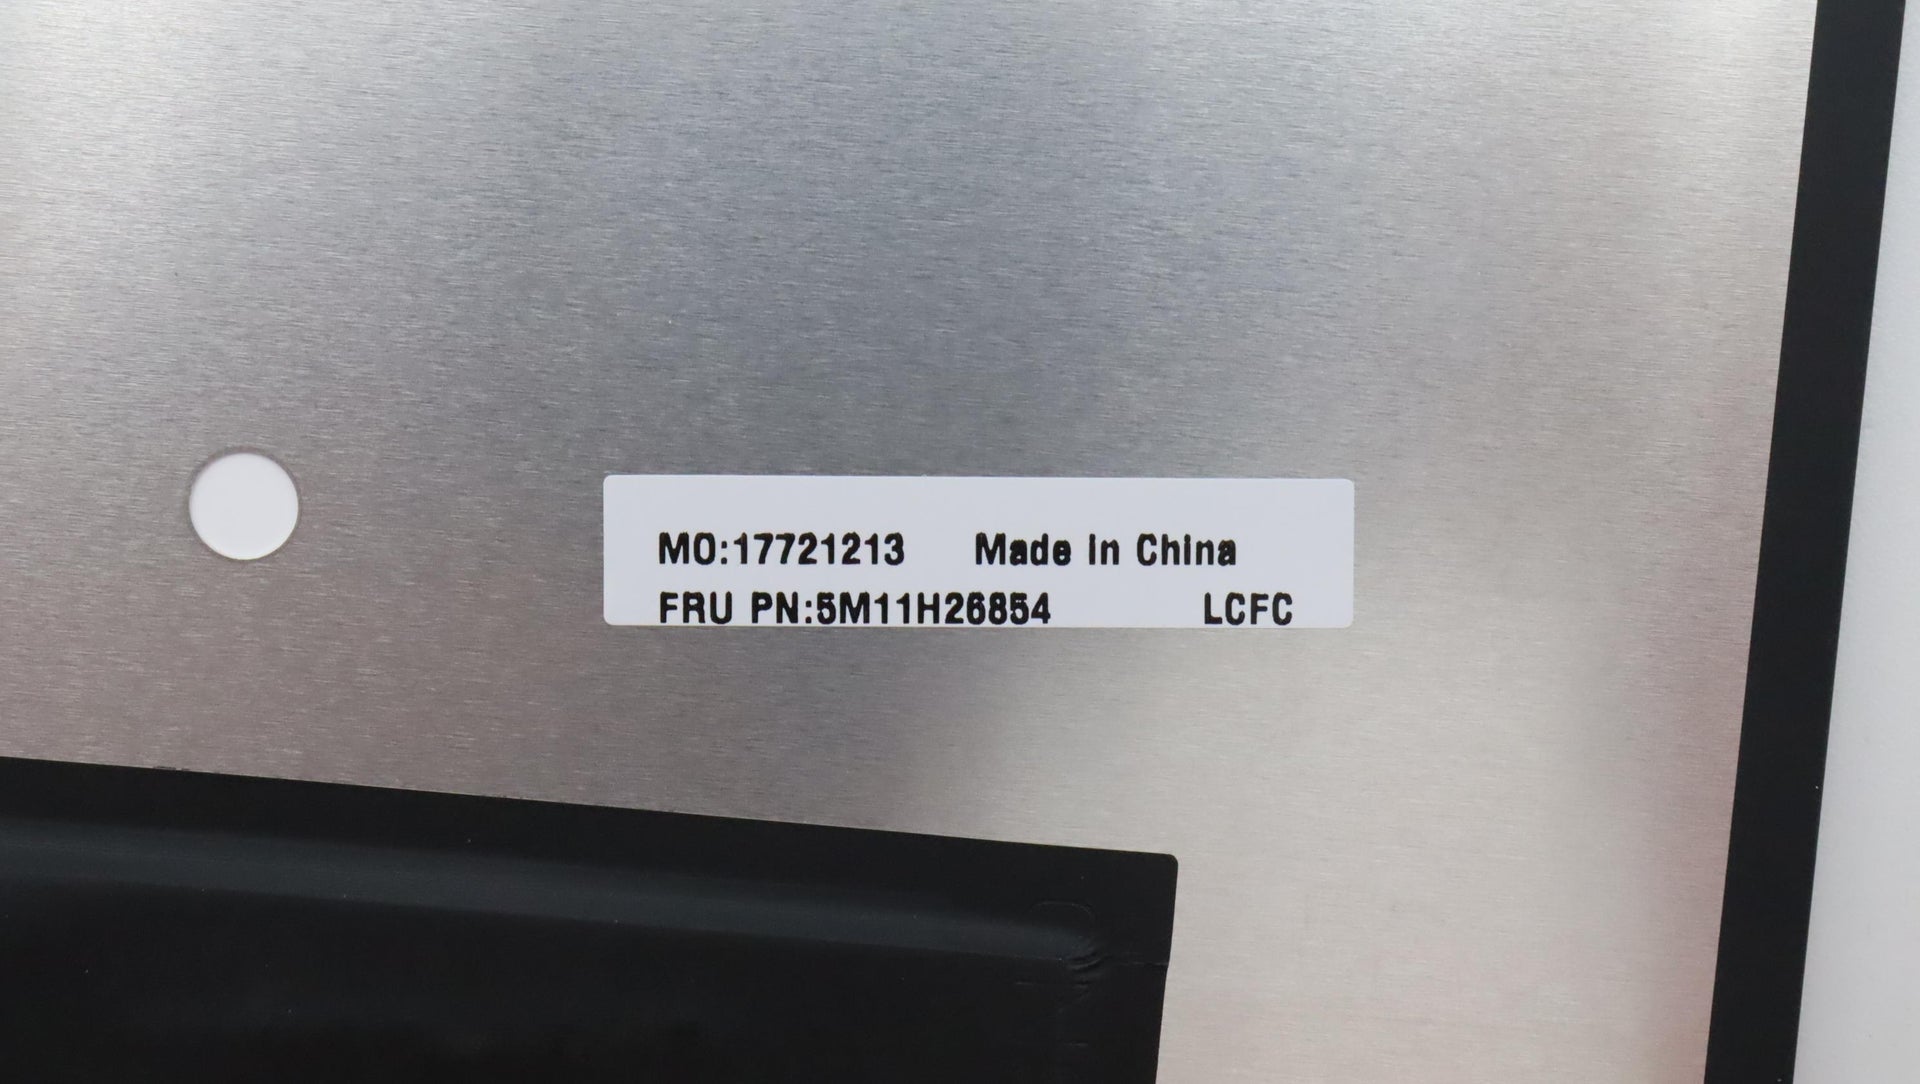 MO:17721213 Made In China
FRU PN:5M11H26854 LCFC